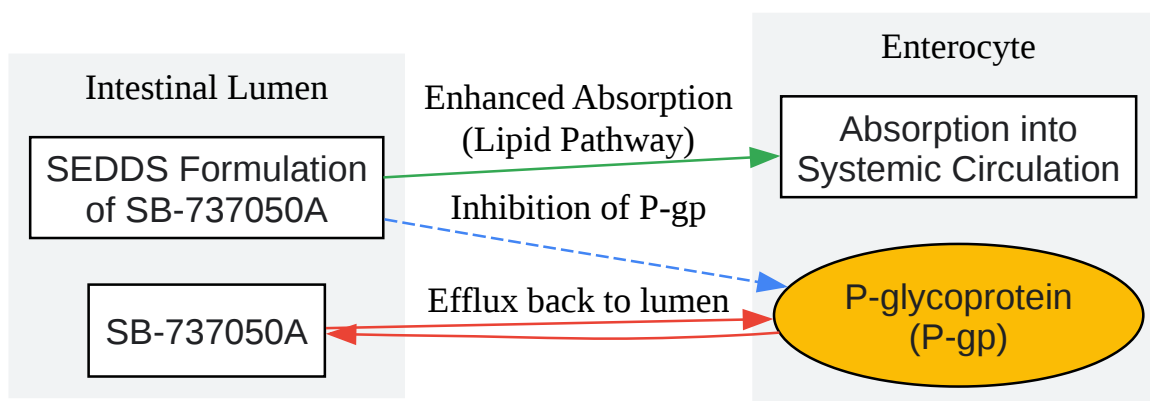 Intestinal Lumen
SEDDS Formulation
of SB-737050A
SB-737050A
Enhanced Absorption
(Lipid Pathway)
Inhibition of P-gp
Efflux back to lumen
Enterocyte
Absorption into
Systemic Circulation
P-glycoprotein
(P-gp)